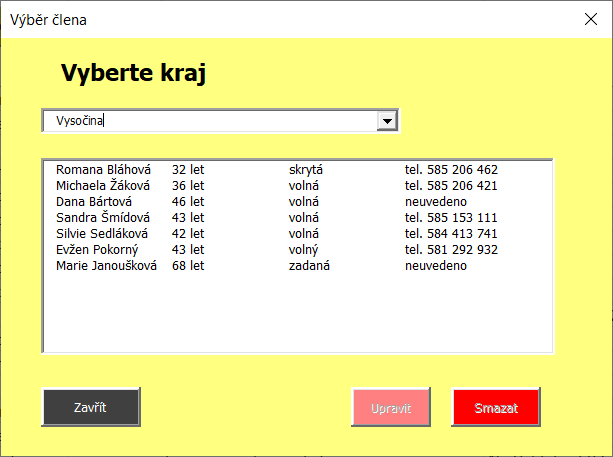 Výběr člena
Vyberte kraj
Vysočina
Romana Bláhová 32 let skrytá tel. 585 206 462
Michaela Žáková 36 let volná tel. 585 206 421
Dana Bártová 46 let volná neuvedeno
Sandra Šmídová 43 let volná tel. 585 153 111
Silvie Sedláková 42 let volná tel. 584 413 741
Evžen Pokorný 43 let volný tel. 581 292 932
Marie Janoušková 68 let zadaná neuvedeno
Zavřít Upravit Smazat